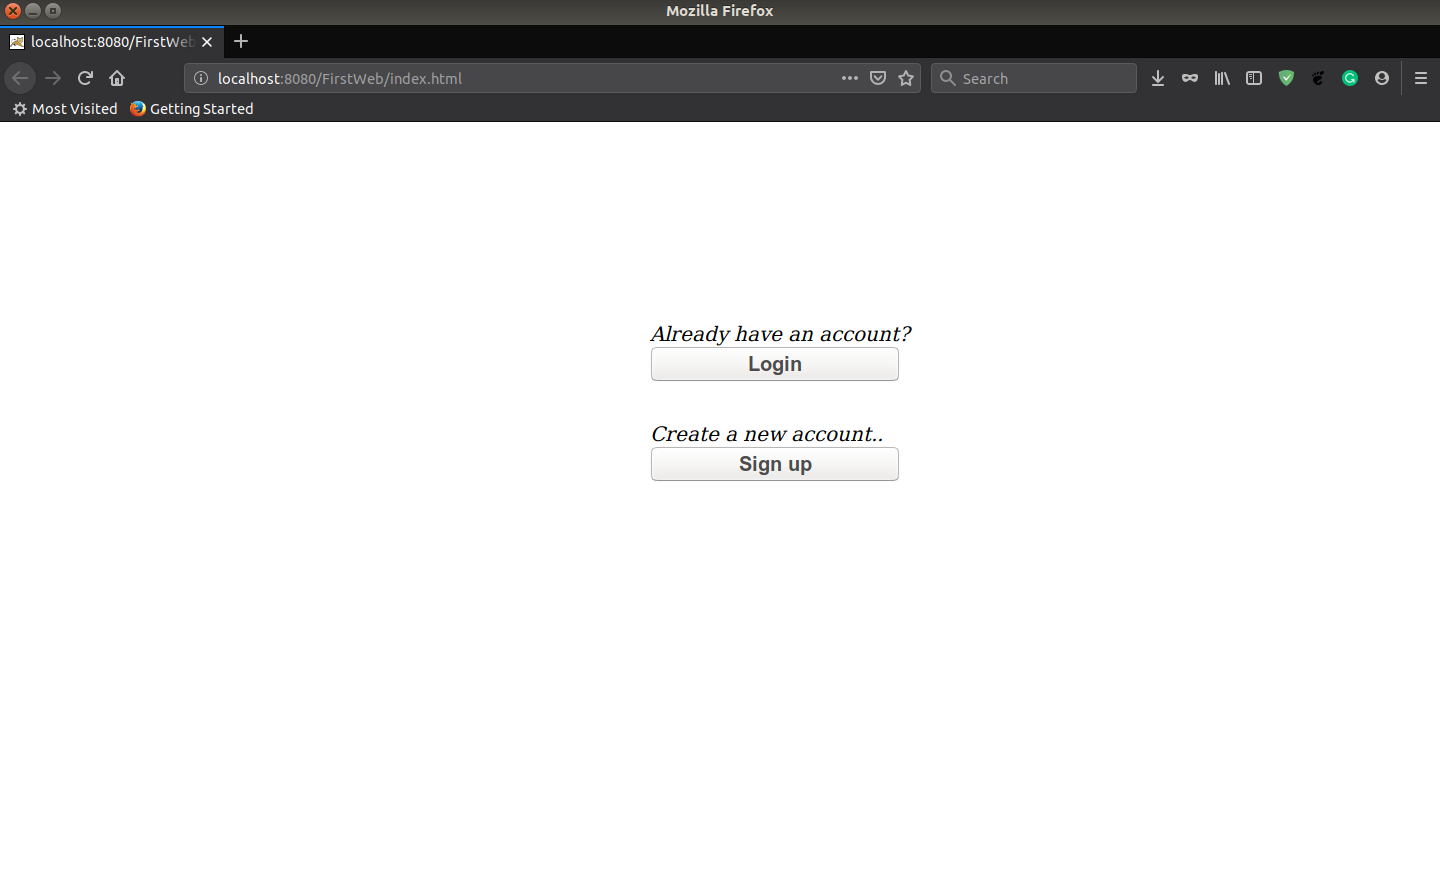 Mozilla Firefox
localhost:8080/FirstWeb
localhost:8080/FirstWeb/index.html
Search
Most Visited
Getting Started
Already have an account?
Login
Create a new account..
Sign up